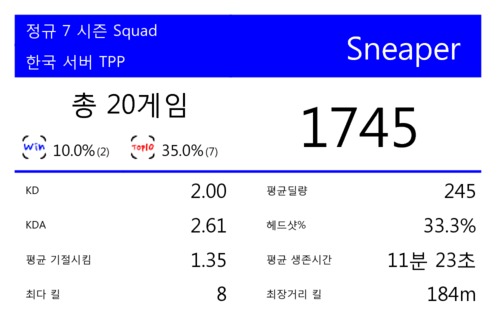 정규 7 시즌 Squad
한국 서버 TPP
Sneaper
총 20게임
Win 10.0%(2) Top10 35.0%(7)
1745
KD 2.00 평균딜량 245
KDA 2.61 헤드샷% 33.3%
평균 기절시킴 1.35 평균 생존시간 11분 23초
최다 킬 8 최장거리 킬 184m